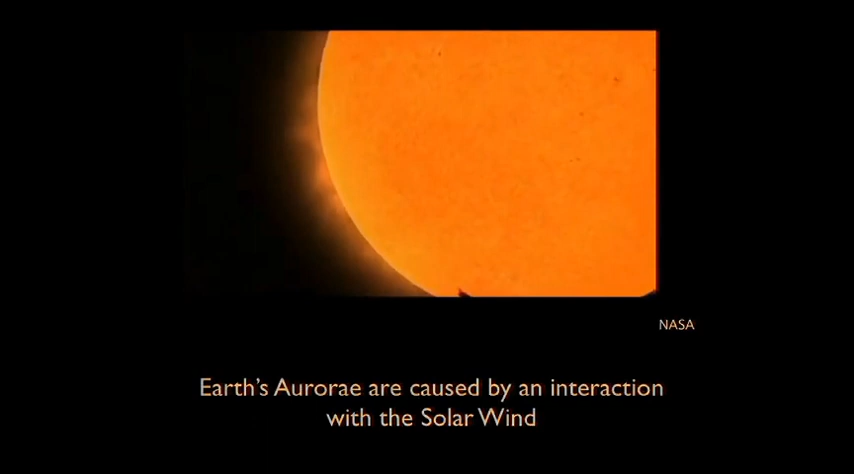 NASA
Earth's Aurorae are caused by an interaction
with the Solar Wind